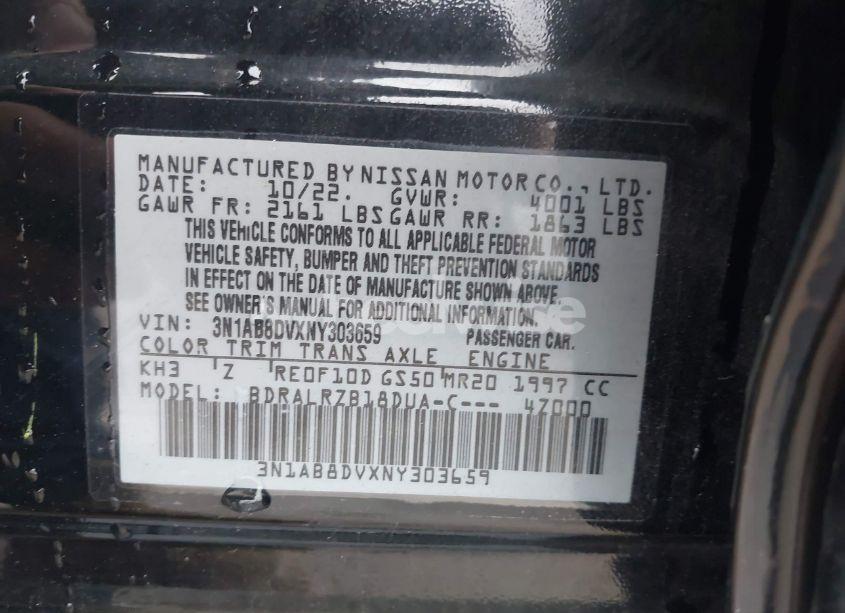 MANUFACTURED BY NISSAN MOTOR CO., LTD.
DATE: 10/22. GVWR: 4001 LBS
GAWR FR: 2161 LBS GAWR RR: 1863 LBS
THIS VEHICLE CONFORMS TO ALL APPLICABLE FEDERAL MOTOR
VEHICLE SAFETY, BUMPER AND THEFT PREVENTION STANDARDS
IN EFFECT ON THE DATE OF MANUFACTURE SHOWN ABOVE.
SEE OWNER'S MANUAL FOR ADDITIONAL INFORMATION.
VIN: 3N1AB8DVXNY303659 PASSENGER CAR.
COLOR TRIM TRANS AXLE ENGINE
KH3 Z RE0F10D GS50 MR20 1997 CC
MODEL: BDRALRZB18DUA-C--- 4Z000
3N1AB8DVXNY303659